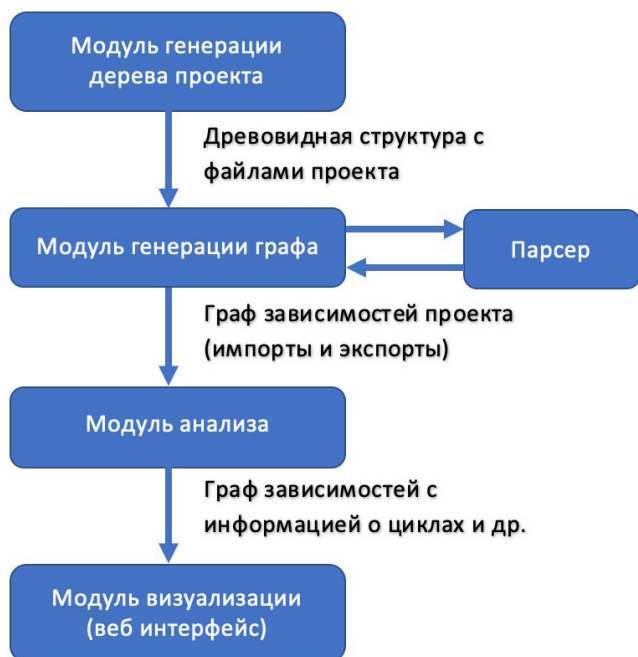 Модуль генерации
дерева проекта
Древовидная структура с
файлами проекта
Модуль генерации графа
Парсер
Граф зависимостей проекта
(импорты и экспорты)
Модуль анализа
Граф зависимостей с
информацией о циклах и др.
Модуль визуализации
(веб интерфейс)